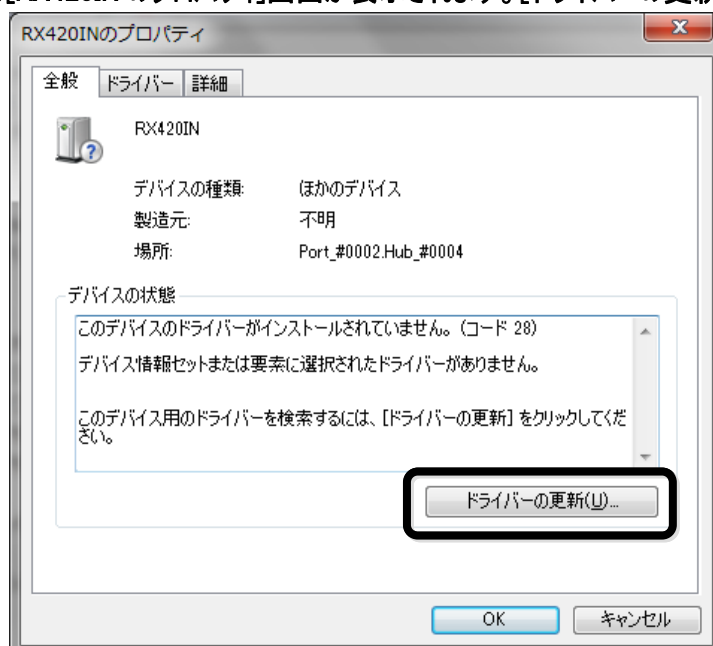 RX420INのプロパティ
全般 ドライバー 詳細
RX420IN
デバイスの種類: ほかのデバイス
製造元: 不明
場所: Port_#0002.Hub_#0004
デバイスの状態
このデバイスのドライバーがインストールされていません。(コード 28)
デバイス情報セットまたは要素に選択されたドライバーがありません。
このデバイス用のドライバーを検索するには、[ドライバーの更新] をクリックしてくだ
さい。
ドライバーの更新(U)...
OK キャンセル